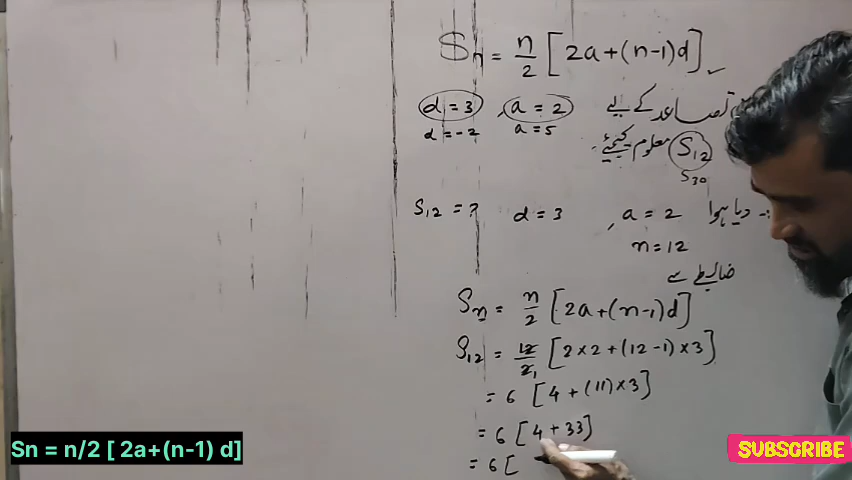 Sn = n/2 [2a+(n-1)d]
d = 3 , a = 2 تصاعد کے لیے
d = -2 a = 5 S12 معلوم کیجئے۔
S30
S12 = ? d = 3 , a = 2 دیا ہوا :-
n = 12
ضابطے سے
Sn = n/2 [2a+(n-1)d]
S12 = 12/2 1 [2×2+(12-1)×3]
= 6 [4+(11)×3]
= 6 [4+33]
= 6 [
Sn = n/2 [ 2a+(n-1) d]
SUBSCRIBE